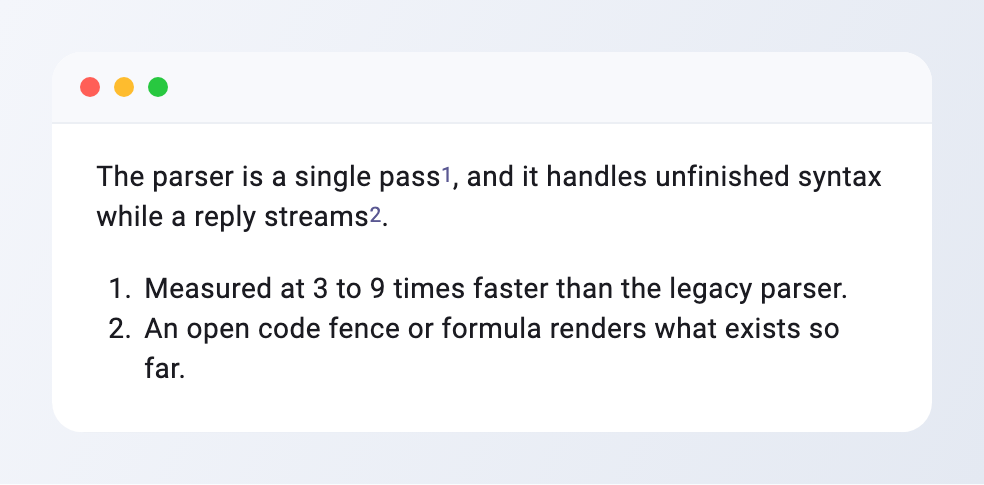 The parser is a single pass1, and it handles unfinished syntax
while a reply streams2.
1. Measured at 3 to 9 times faster than the legacy parser.
2. An open code fence or formula renders what exists so
far.